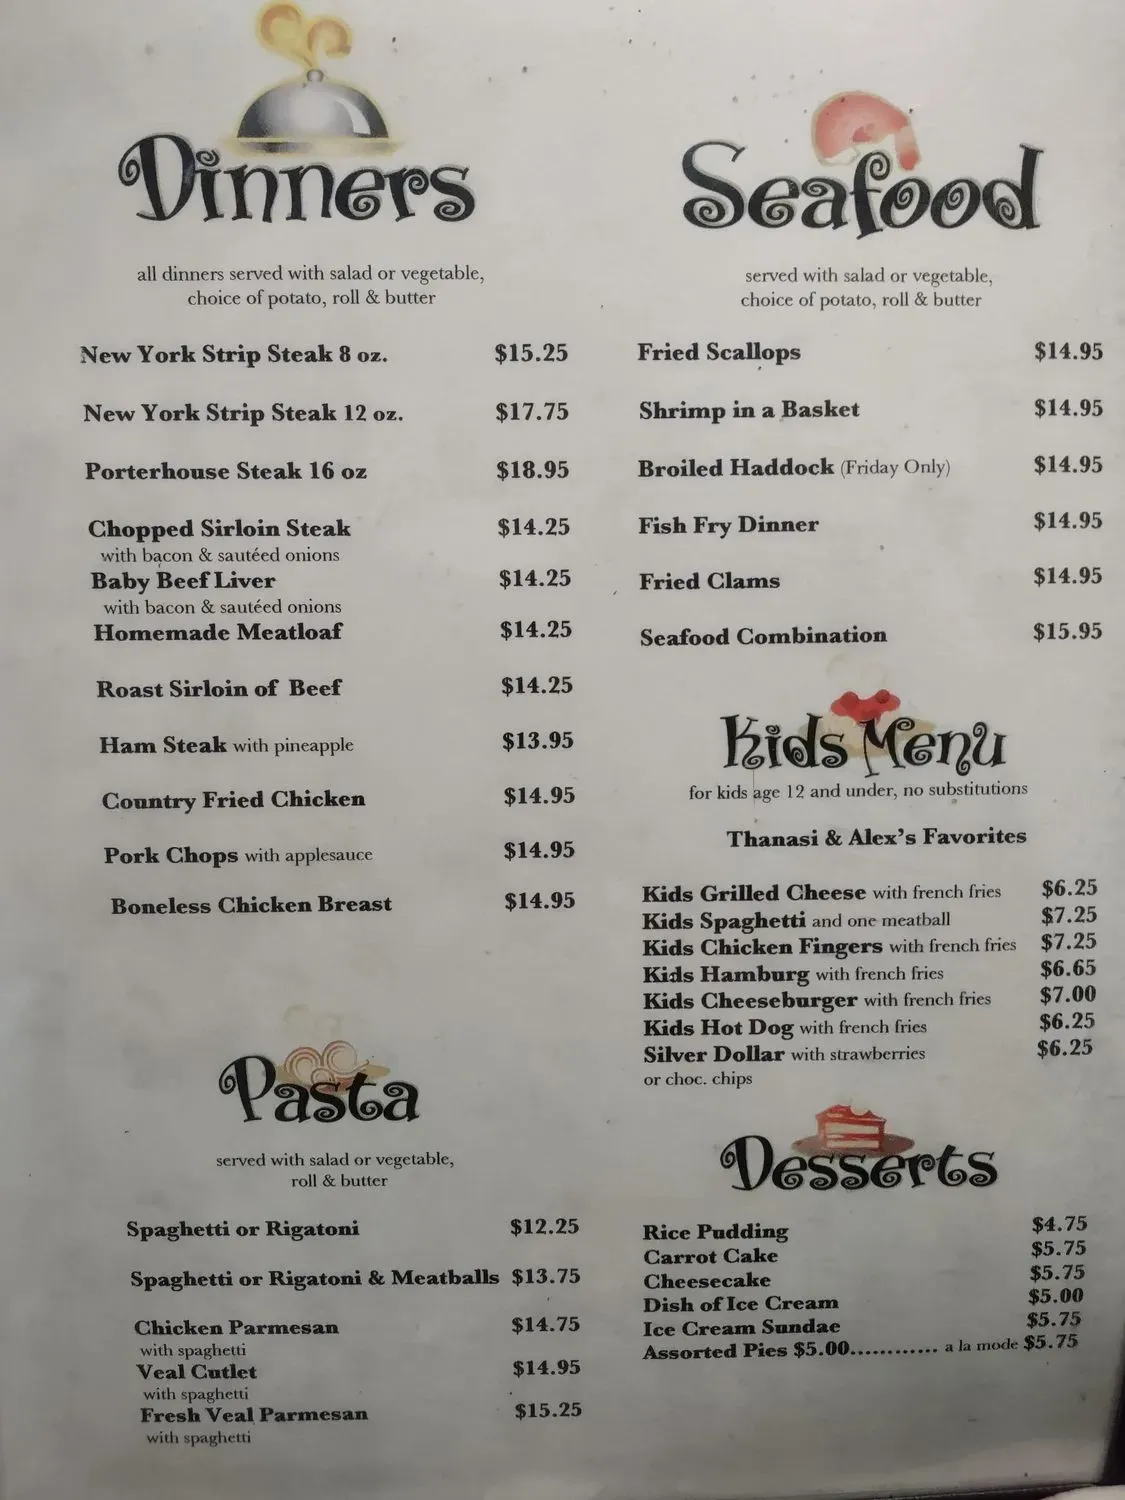 Dinners
all dinners served with salad or vegetable,
choice of potato, roll & butter
New York Strip Steak 8 oz. $15.25
New York Strip Steak 12 oz. $17.75
Porterhouse Steak 16 oz $18.95
Chopped Sirloin Steak $14.25
with bacon & sautéed onions
Baby Beef Liver $14.25
with bacon & sautéed onions
Homemade Meatloaf $14.25
Roast Sirloin of Beef $14.25
Ham Steak with pineapple $13.95
Country Fried Chicken $14.95
Pork Chops with applesauce $14.95
Boneless Chicken Breast $14.95
Pasta
served with salad or vegetable,
roll & butter
Spaghetti or Rigatoni $12.25
Spaghetti or Rigatoni & Meatballs $13.75
Chicken Parmesan $14.75
with spaghetti
Veal Cutlet $14.95
with spaghetti
Fresh Veal Parmesan $15.25
with spaghetti
Seafood
served with salad or vegetable,
choice of potato, roll & butter
Fried Scallops $14.95
Shrimp in a Basket $14.95
Broiled Haddock (Friday Only) $14.95
Fish Fry Dinner $14.95
Fried Clams $14.95
Seafood Combination $15.95
Kids Menu
for kids age 12 and under, no substitutions
Thanasi & Alex's Favorites
Kids Grilled Cheese with french fries $6.25
Kids Spaghetti and one meatball $7.25
Kids Chicken Fingers with french fries $7.25
Kids Hamburg with french fries $6.65
Kids Cheeseburger with french fries $7.00
Kids Hot Dog with french fries $6.25
Silver Dollar with strawberries $6.25
or choc. chips
Desserts
Rice Pudding $4.75
Carrot Cake $5.75
Cheesecake $5.75
Dish of Ice Cream $5.00
Ice Cream Sundae $5.75
Assorted Pies $5.00............ a la mode $5.75